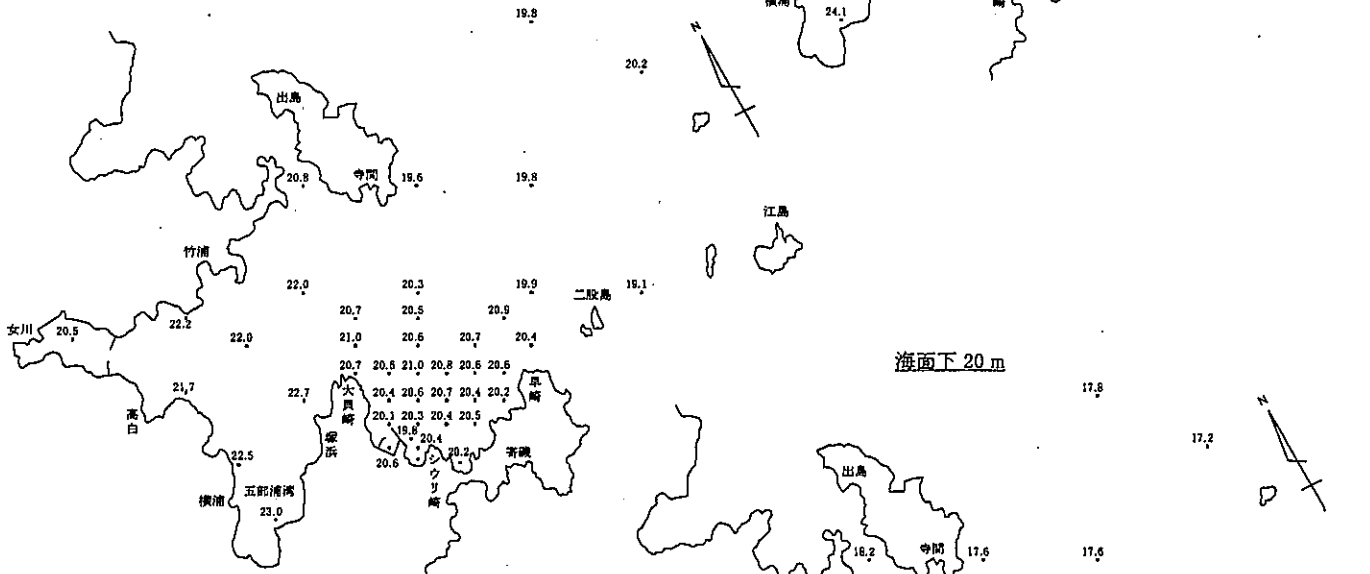 19.8
横浦
24.1
崎
N
20.2
出島
寺間
20.8
19.6
19.8
江島
竹浦
22.0
20.3
19.9
19.1
二股島
20.7
20.5
20.9
女川
20.5
22.2
22.0
21.0
20.6
20.7
20.4
海面下 20 m
20.7
20.5
21.0
20.8
20.6
20.6
21.7
22.7
大貝崎
20.4
20.6
20.7
20.4
20.2
早崎
17.8
高白
20.1
20.3
20.4
20.5
N
塚浜
19.8
20.4
17.2
22.5
20.6
シウリ崎
20.2
寄磯
出島
横浦
五部浦湾
23.0
18.2
寺間
17.6
17.6